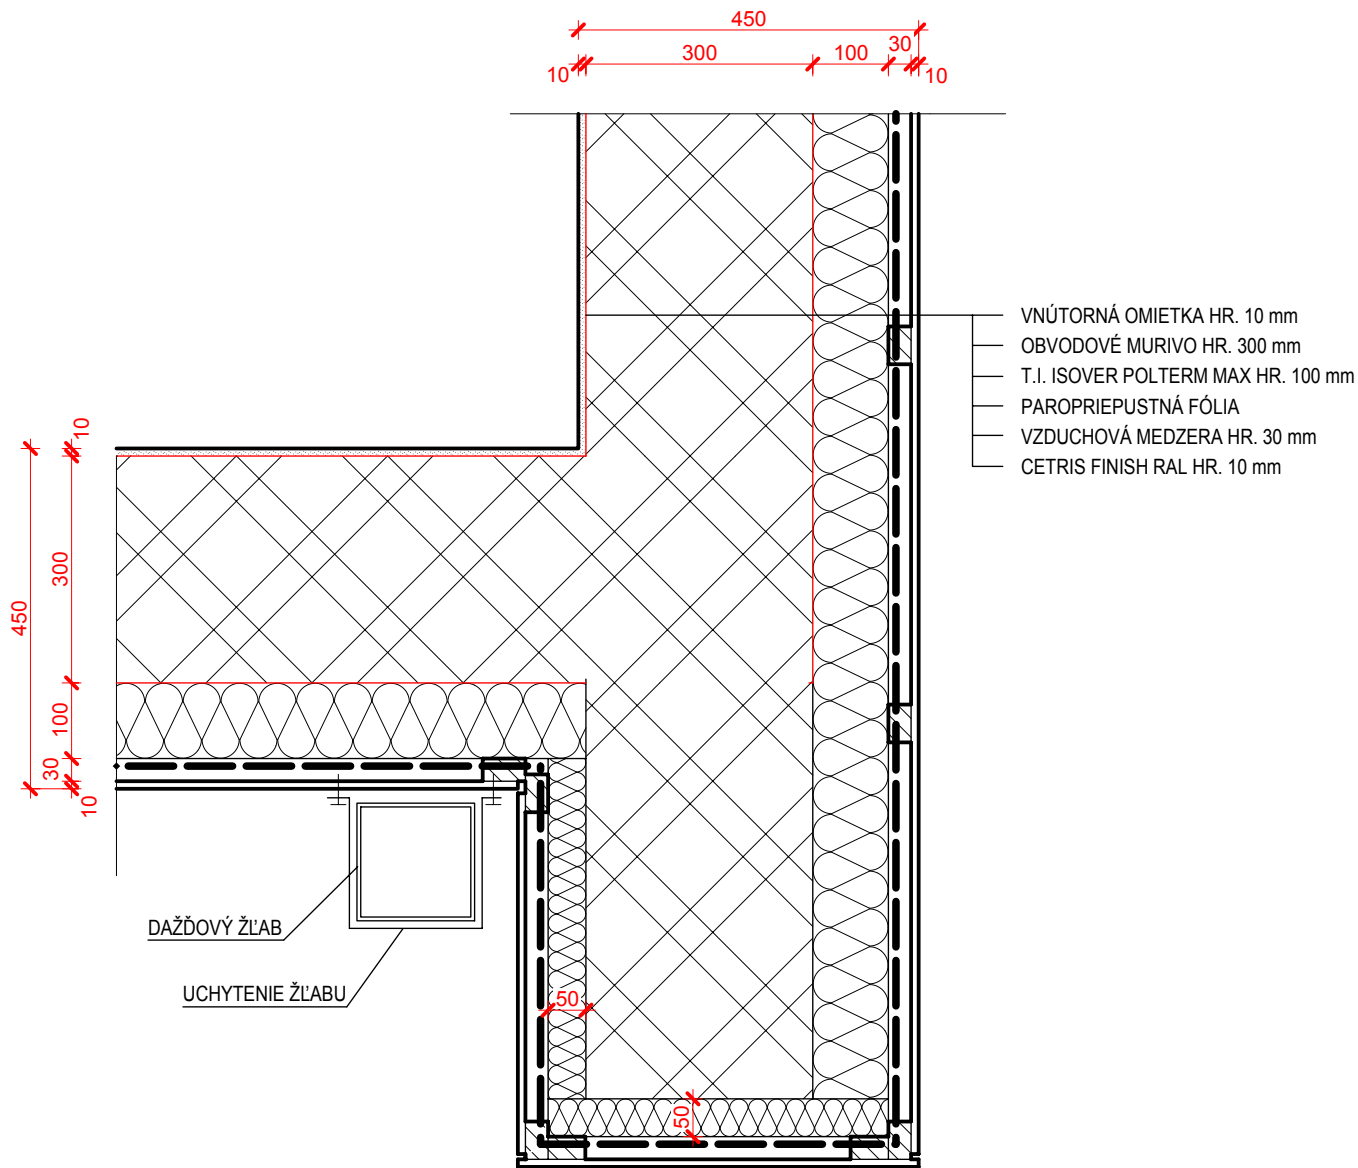 450
300
100
30
10
10
VNÚTORNÁ OMIETKA HR. 10 mm
OBVODOVÉ MURIVO HR. 300 mm
T.I. ISOVER POLTERM MAX HR. 100 mm
PAROPRIEPUSTNÁ FÓLIA
VZDUCHOVÁ MEDZERA HR. 30 mm
CETRIS FINISH RAL HR. 10 mm
10
300
450
100
30
10
DAŽĎOVÝ ŽĽAB
UCHYTENIE ŽĽABU
50
50